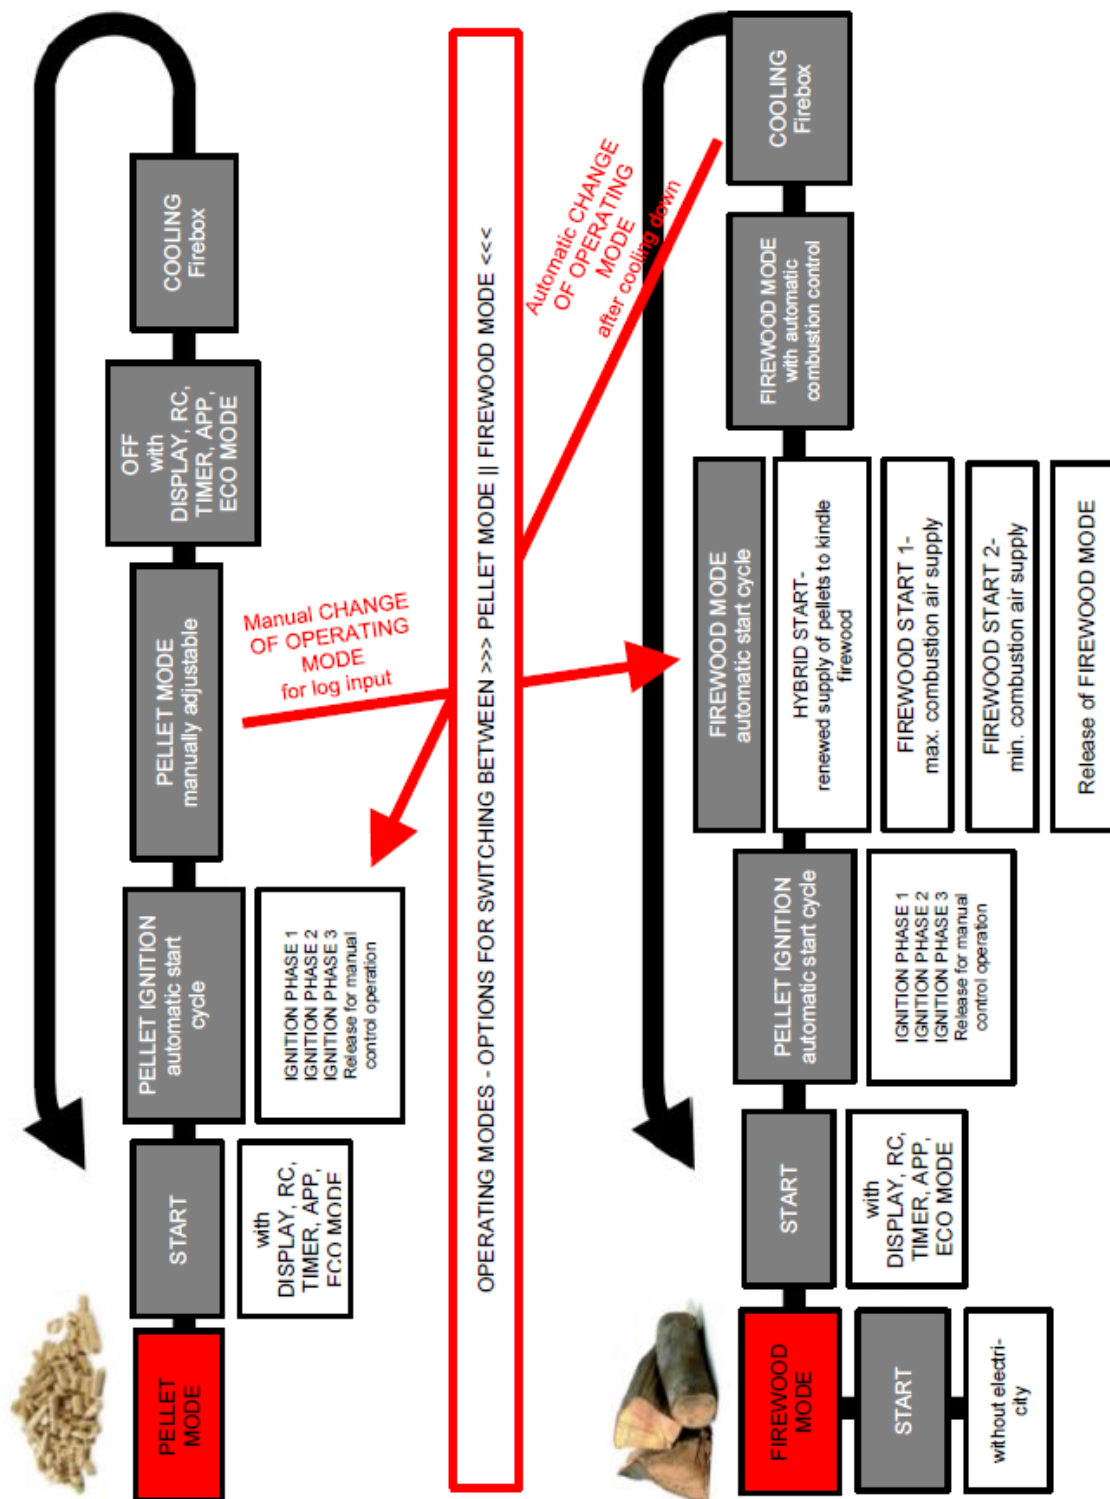 PELLET
MODE
START
with
DISPLAY, RC,
TIMER, APP,
ECO MODE
PELLET IGNITION
automatic start
cycle
IGNITION PHASE 1
IGNITION PHASE 2
IGNITION PHASE 3
Release for manual
control operation
PELLET MODE
manually adjustable
OFF
with
DISPLAY, RC,
TIMER, APP,
ECO MODE
COOLING
Firebox
Manual CHANGE
OF OPERATING
MODE
for log input
OPERATING MODES - OPTIONS FOR SWITCHING BETWEEN >>> PELLET MODE || FIREWOOD MODE <<<
Automatic CHANGE
OF OPERATING
MODE
after cooling down
FIREWOOD
MODE
START
without electri-
city
START
with
DISPLAY, RC,
TIMER, APP,
ECO MODE
PELLET IGNITION
automatic start cycle
IGNITION PHASE 1
IGNITION PHASE 2
IGNITION PHASE 3
Release for manual
control operation
FIREWOOD MODE
automatic start cycle
HYBRID START-
renewed supply of pellets to kindle
firewood
FIREWOOD START 1-
max. combustion air supply
FIREWOOD START 2-
min. combustion air supply
Release of FIREWOOD MODE
FIREWOOD MODE
with automatic
combustion control
COOLING
Firebox